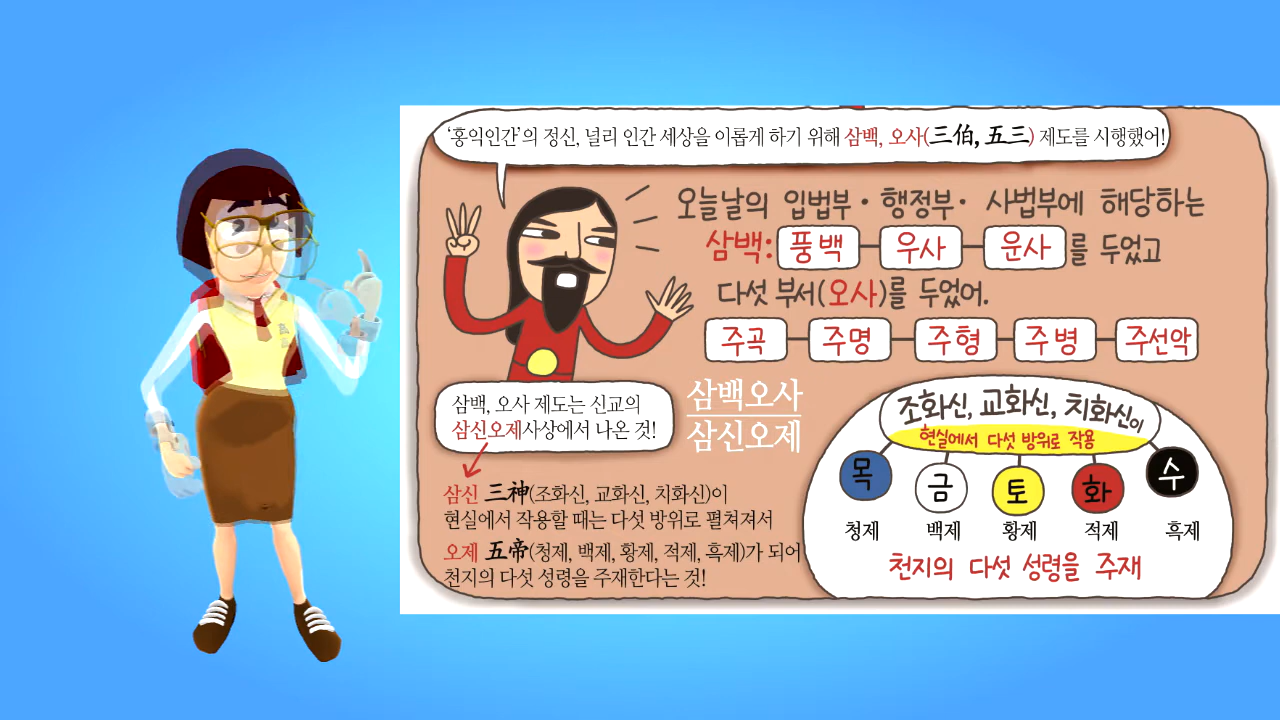 '홍익인간'의 정신, 널리 인간 세상을 이롭게 하기 위해 삼백, 오사(三伯, 五三) 제도를 시행했어!
오늘날의 입법부·행정부· 사법부에 해당하는
삼백: 풍백 우사 운사를 두었고
다섯 부서(오사)를 두었어.
주곡 주명 주형 주병 주선악
삼백, 오사 제도는 신교의
삼신오제사상에서 나온 것!
삼백오사
삼신오제
삼신 三神(조화신, 교화신, 치화신)이
현실에서 작용할 때는 다섯 방위로 펼쳐져서
오제 五帝(청제, 백제, 황제, 적제, 흑제)가 되어
천지의 다섯 성령을 주재한다는 것!
조화신, 교화신, 치화신이
현실에서 다섯 방위로 작용
목 금 토 화 수
청제 백제 황제 적제 흑제
천지의 다섯 성령을 주재